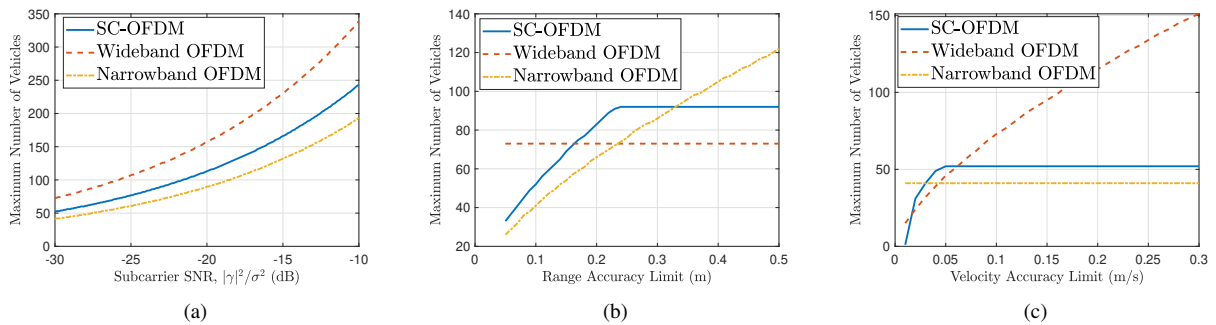 SC-OFDM
Wideband OFDM
Narrowband OFDM
Maximum Number of Vehicles
350
300
250
200
150
100
50
0
-30
-25
-20
-15
-10
Subcarrier SNR, |γ|²/σ² (dB)
(a)
SC-OFDM
Wideband OFDM
Narrowband OFDM
Maximum Number of Vehicles
140
120
100
80
60
40
20
0.1
0.2
0.3
0.4
0.5
Range Accuracy Limit (m)
(b)
SC-OFDM
Wideband OFDM
Narrowband OFDM
Maximum Number of Vehicles
150
100
50
0
0.05
0.1
0.15
0.2
0.25
0.3
Velocity Accuracy Limit (m/s)
(c)